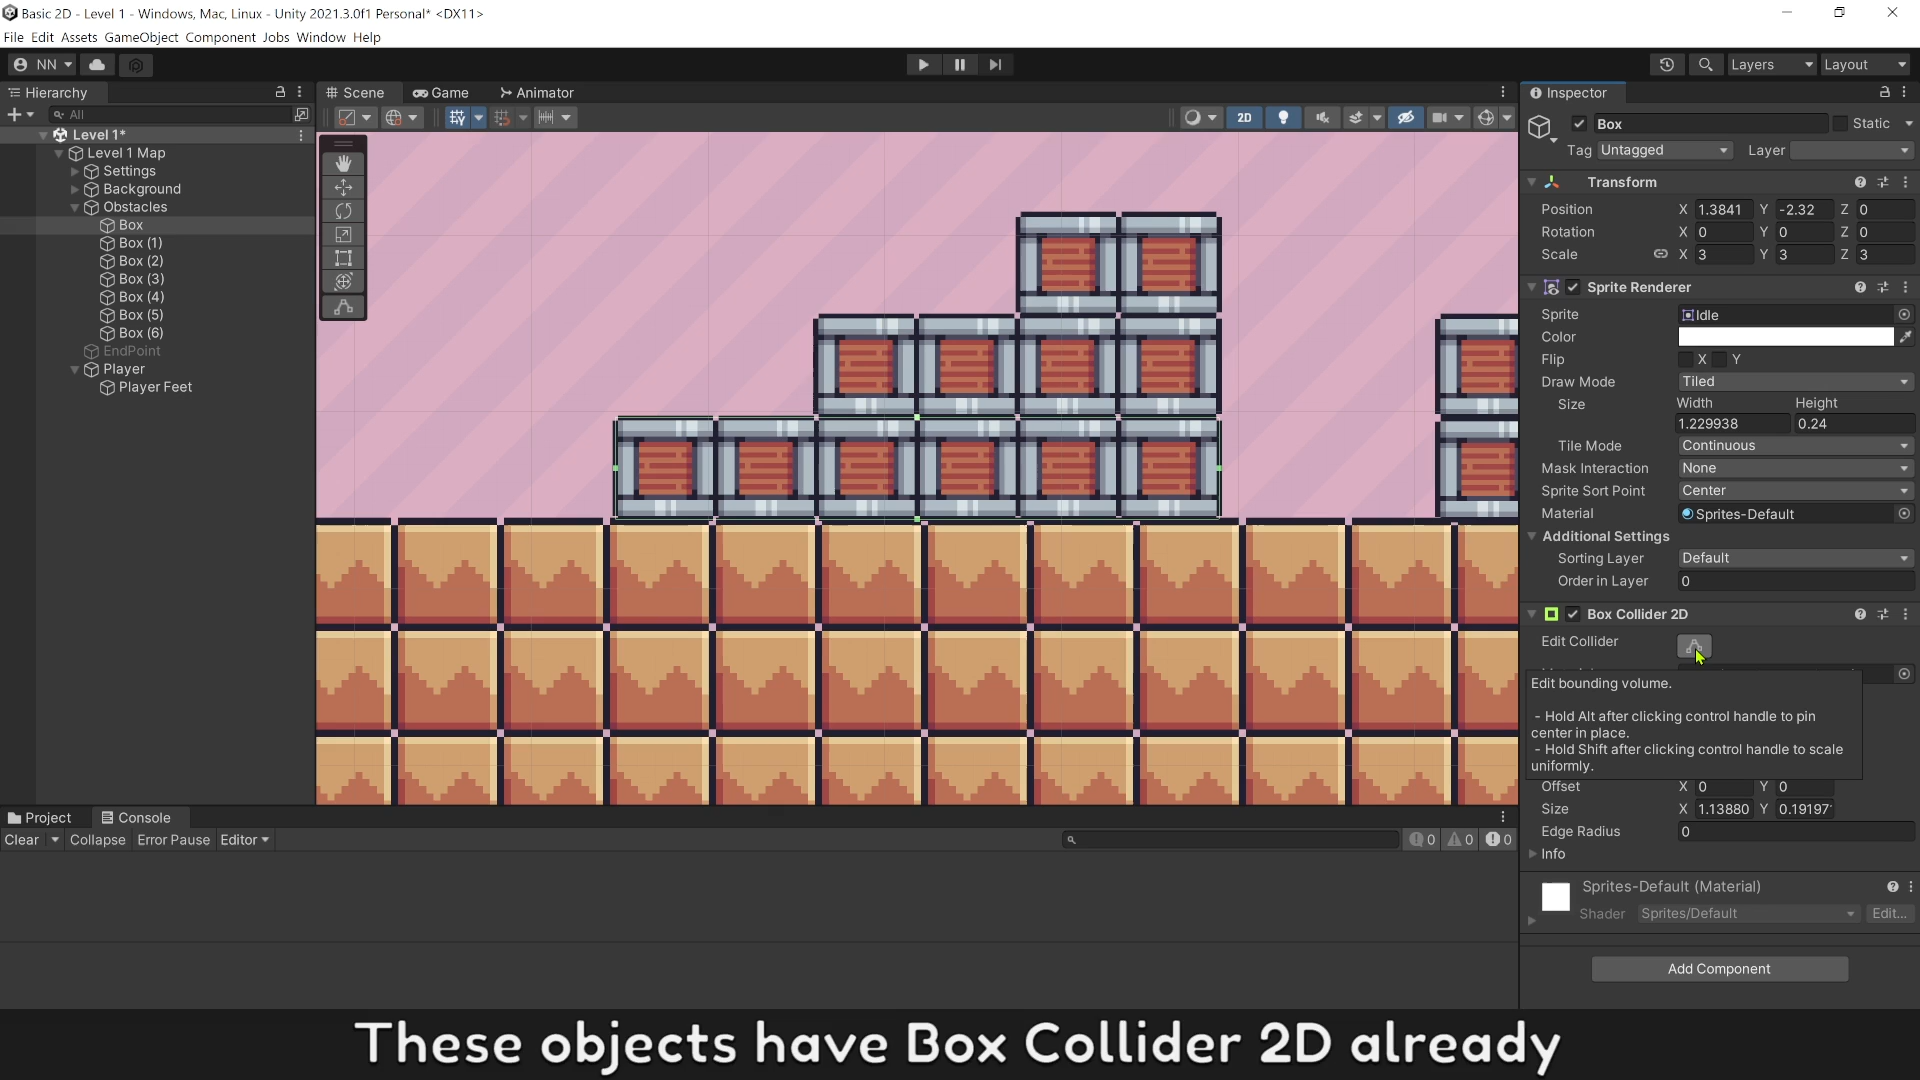 Basic 2D - Level 1 - Windows, Mac, Linux - Unity 2021.3.0f1 Personal* <DX11>
File Edit Assets GameObject Component Jobs Window Help
NN
Layers
Layout
Hierarchy
All
Level 1*
Level 1 Map
Settings
Background
Obstacles
Box
Box (1)
Box (2)
Box (3)
Box (4)
Box (5)
Box (6)
EndPoint
Player
Player Feet
Scene
Game
Animator
2D
Inspector
Box
Static
Tag Untagged Layer
Transform
Position X 1.3841 Y -2.32 Z 0
Rotation X 0 Y 0 Z 0
Scale X 3 Y 3 Z 3
Sprite Renderer
Sprite Idle
Color
Flip X Y
Draw Mode Tiled
Size Width Height
1.229938 0.24
Tile Mode Continuous
Mask Interaction None
Sprite Sort Point Center
Material Sprites-Default
Additional Settings
Sorting Layer Default
Order in Layer 0
Box Collider 2D
Edit Collider
Edit bounding volume.
- Hold Alt after clicking control handle to pin
center in place.
- Hold Shift after clicking control handle to scale
uniformly.
Offset X 0 Y 0
Size X 1.13880 Y 0.19197
Edge Radius 0
Info
Sprites-Default (Material)
Shader Sprites/Default Edit...
Add Component
Project
Console
Clear Collapse Error Pause Editor
0 0 0
These objects have Box Collider 2D already